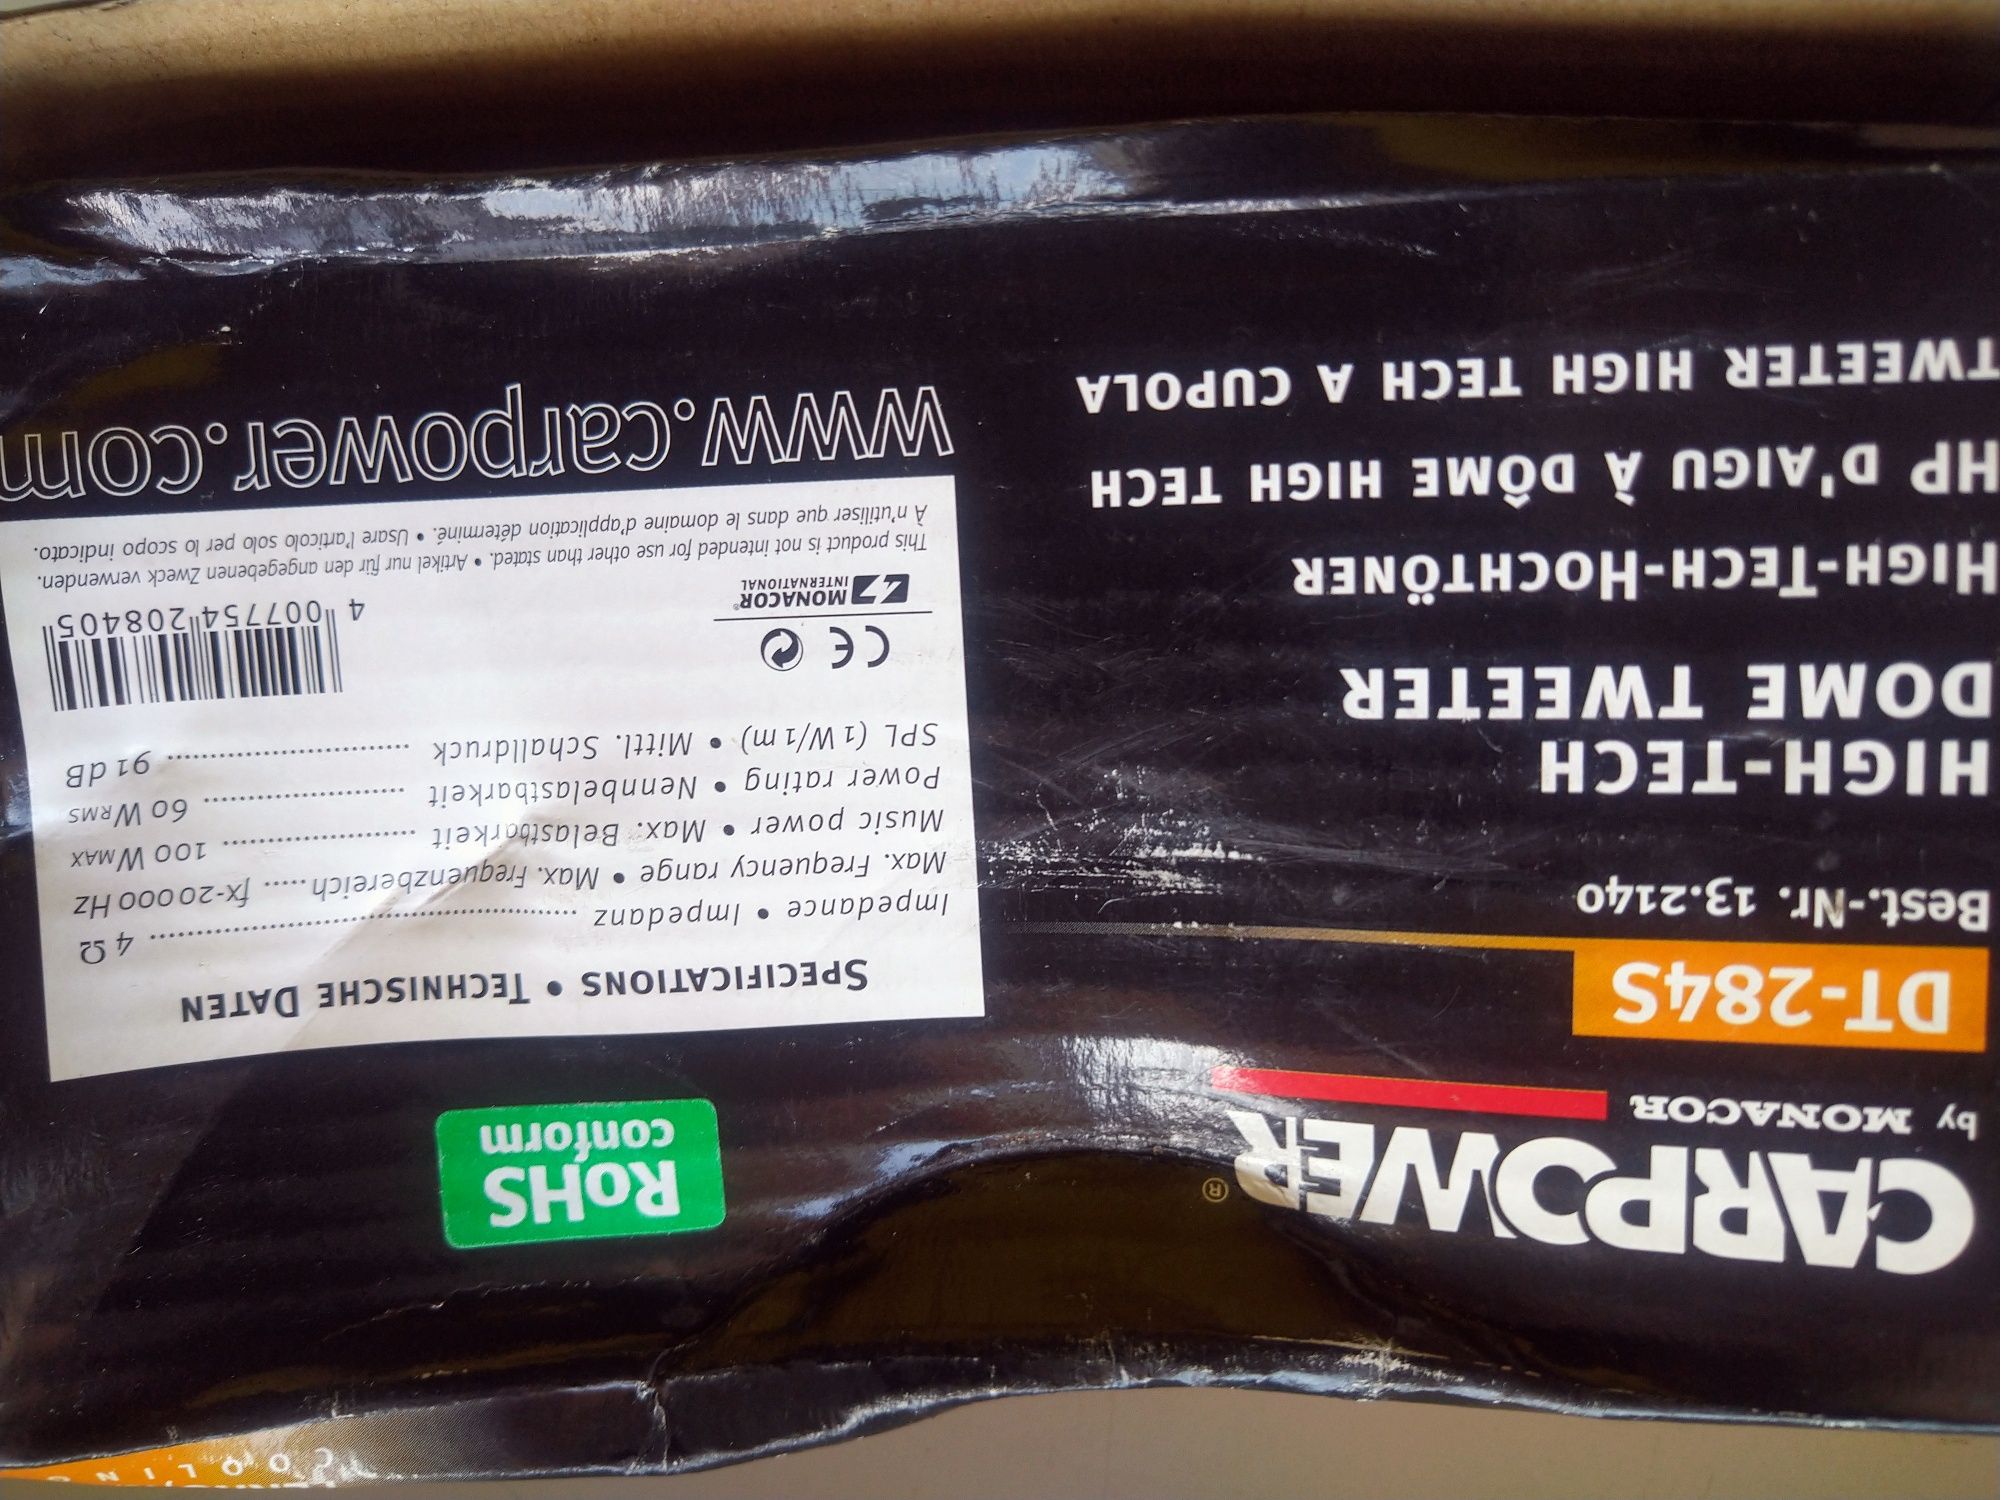 CARPOWER®
by MONACOR
DT-284S
Best.-Nr. 13.2140
HIGH-TECH
DOME TWEETER
HIGH-TECH-HOCHTÖNER
HP D'AIGU À DÔME HIGH TECH
TWEETER HIGH TECH A CUPOLA
RoHS
conform
SPECIFICATIONS • TECHNISCHE DATEN
Impedance • Impedanz .......... 4 Ω
Max. Frequency range • Max. Frequenzbereich..... fx-20000 Hz
Music power • Max. Belastbarkeit .......... 100 WMAX
Power rating • Nennbelastbarkeit .......... 60 WRMS
SPL (1W/1m) • Mittl. Schalldruck .......... 91 dB
CE
MONACOR®
INTERNATIONAL
4 007754 208405
This product is not intended for use other than stated. • Artikel nur für den angegebenen Zweck verwenden.
À n'utiliser que dans le domaine d'application déterminé. • Usare l'articolo solo per lo scopo indicato.
www.carpower.com